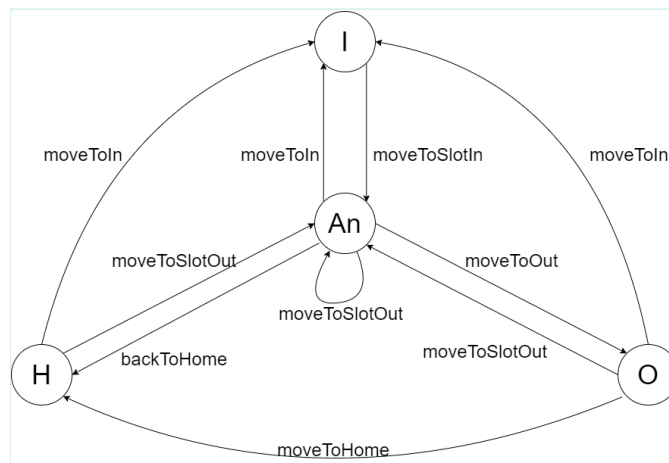 I
moveToIn
moveToIn
moveToSlotIn
moveToIn
An
moveToSlotOut
moveToOut
moveToSlotOut
backToHome
moveToSlotOut
H
O
moveToHome